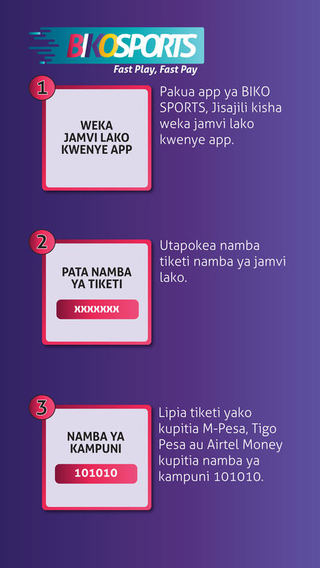 BIKOSPORTS
Fast Play, Fast Pay
1
WEKA
JAMVI LAKO
KWENYE APP
Pakua app ya BIKO
SPORTS, Jisajili kisha
weka jamvi lako
kwenye app.
2
PATA NAMBA
YA TIKETI
XXXXXXX
Utapokea namba
tiketi namba ya jamvi
lako.
3
NAMBA YA
KAMPUNI
101010
Lipia tiketi yako
kupitia M-Pesa, Tigo
Pesa au Airtel Money
kupitia namba ya
kampuni 101010.